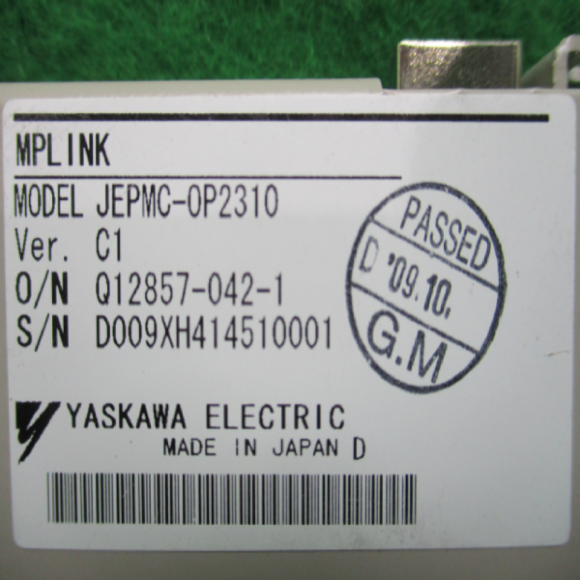 MPLINK
MODEL JEPMC-OP2310
Ver. C1
O/N Q12857-042-1
S/N D009XH414510001
PASSED
D '09.10.
G.M
YASKAWA ELECTRIC
MADE IN JAPAN D